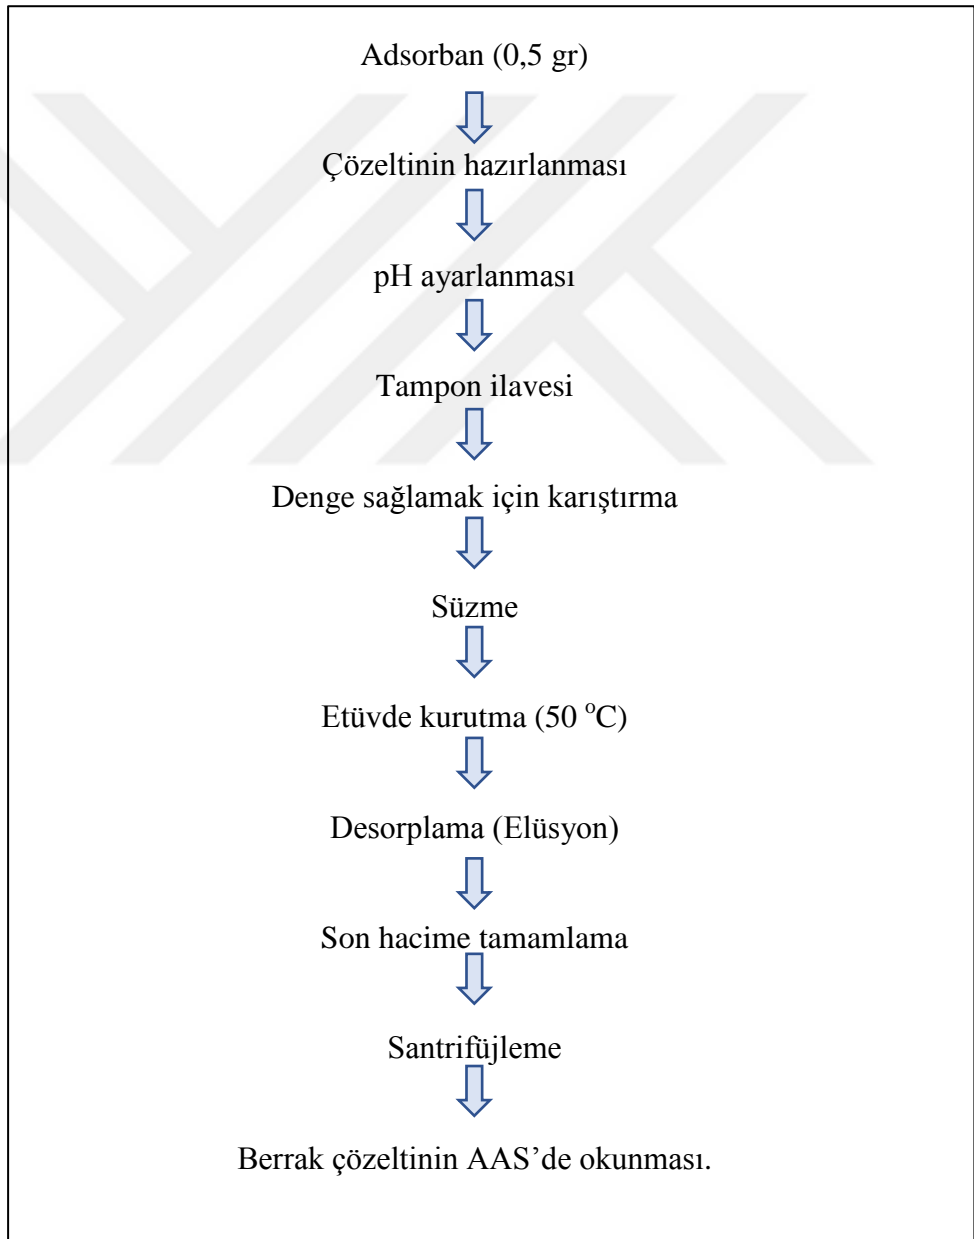 Adsorban (0,5 gr)
Çözeltinin hazırlanması
pH ayarlanması
Tampon ilavesi
Denge sağlamak için karıştırma
Süzme
Etüvde kurutma (50 °C)
Desorplama (Elüsyon)
Son hacime tamamlama
Santrifüjleme
Berrak çözeltinin AAS’de okunması.